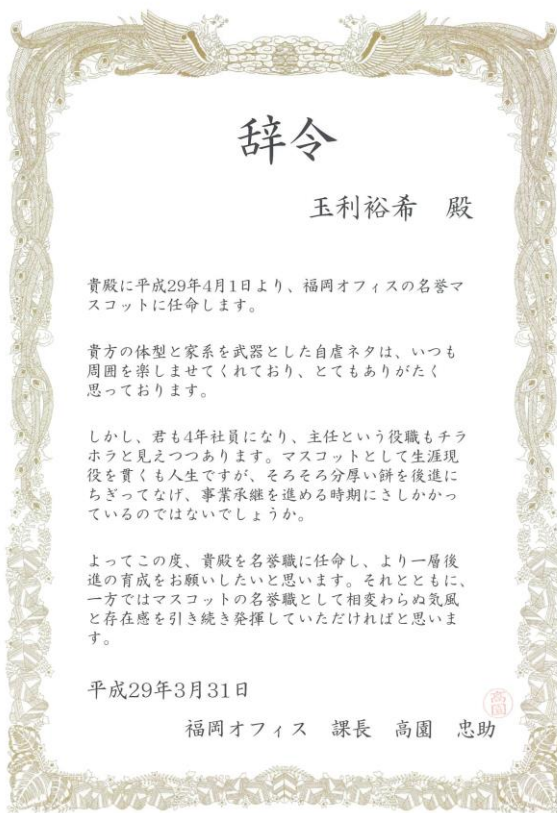 辞令
玉利裕希　殿
貴殿に平成29年4月1日より、福岡オフィスの名誉マ
スコットに任命します。
貴方の体型と家系を武器とした自虐ネタは、いつも
周囲を楽しませてくれており、とてもありがたく
思っております。
しかし、君も4年社員になり、主任という役職もチラ
ホラと見えつつあります。マスコットとして生涯現
役を貫くも人生ですが、そろそろ分厚い餅を後進に
ちぎってなげ、事業承継を進める時期にさしかかっ
ているのではないでしょうか。
よってこの度、貴殿を名誉職に任命し、より一層後
進の育成をお願いしたいと思います。それとともに、
一方ではマスコットの名誉職として相変わらぬ気風
と存在感を引き続き発揮していただければと思いま
す。
平成29年3月31日
高園
福岡オフィス　課長　高園　忠助